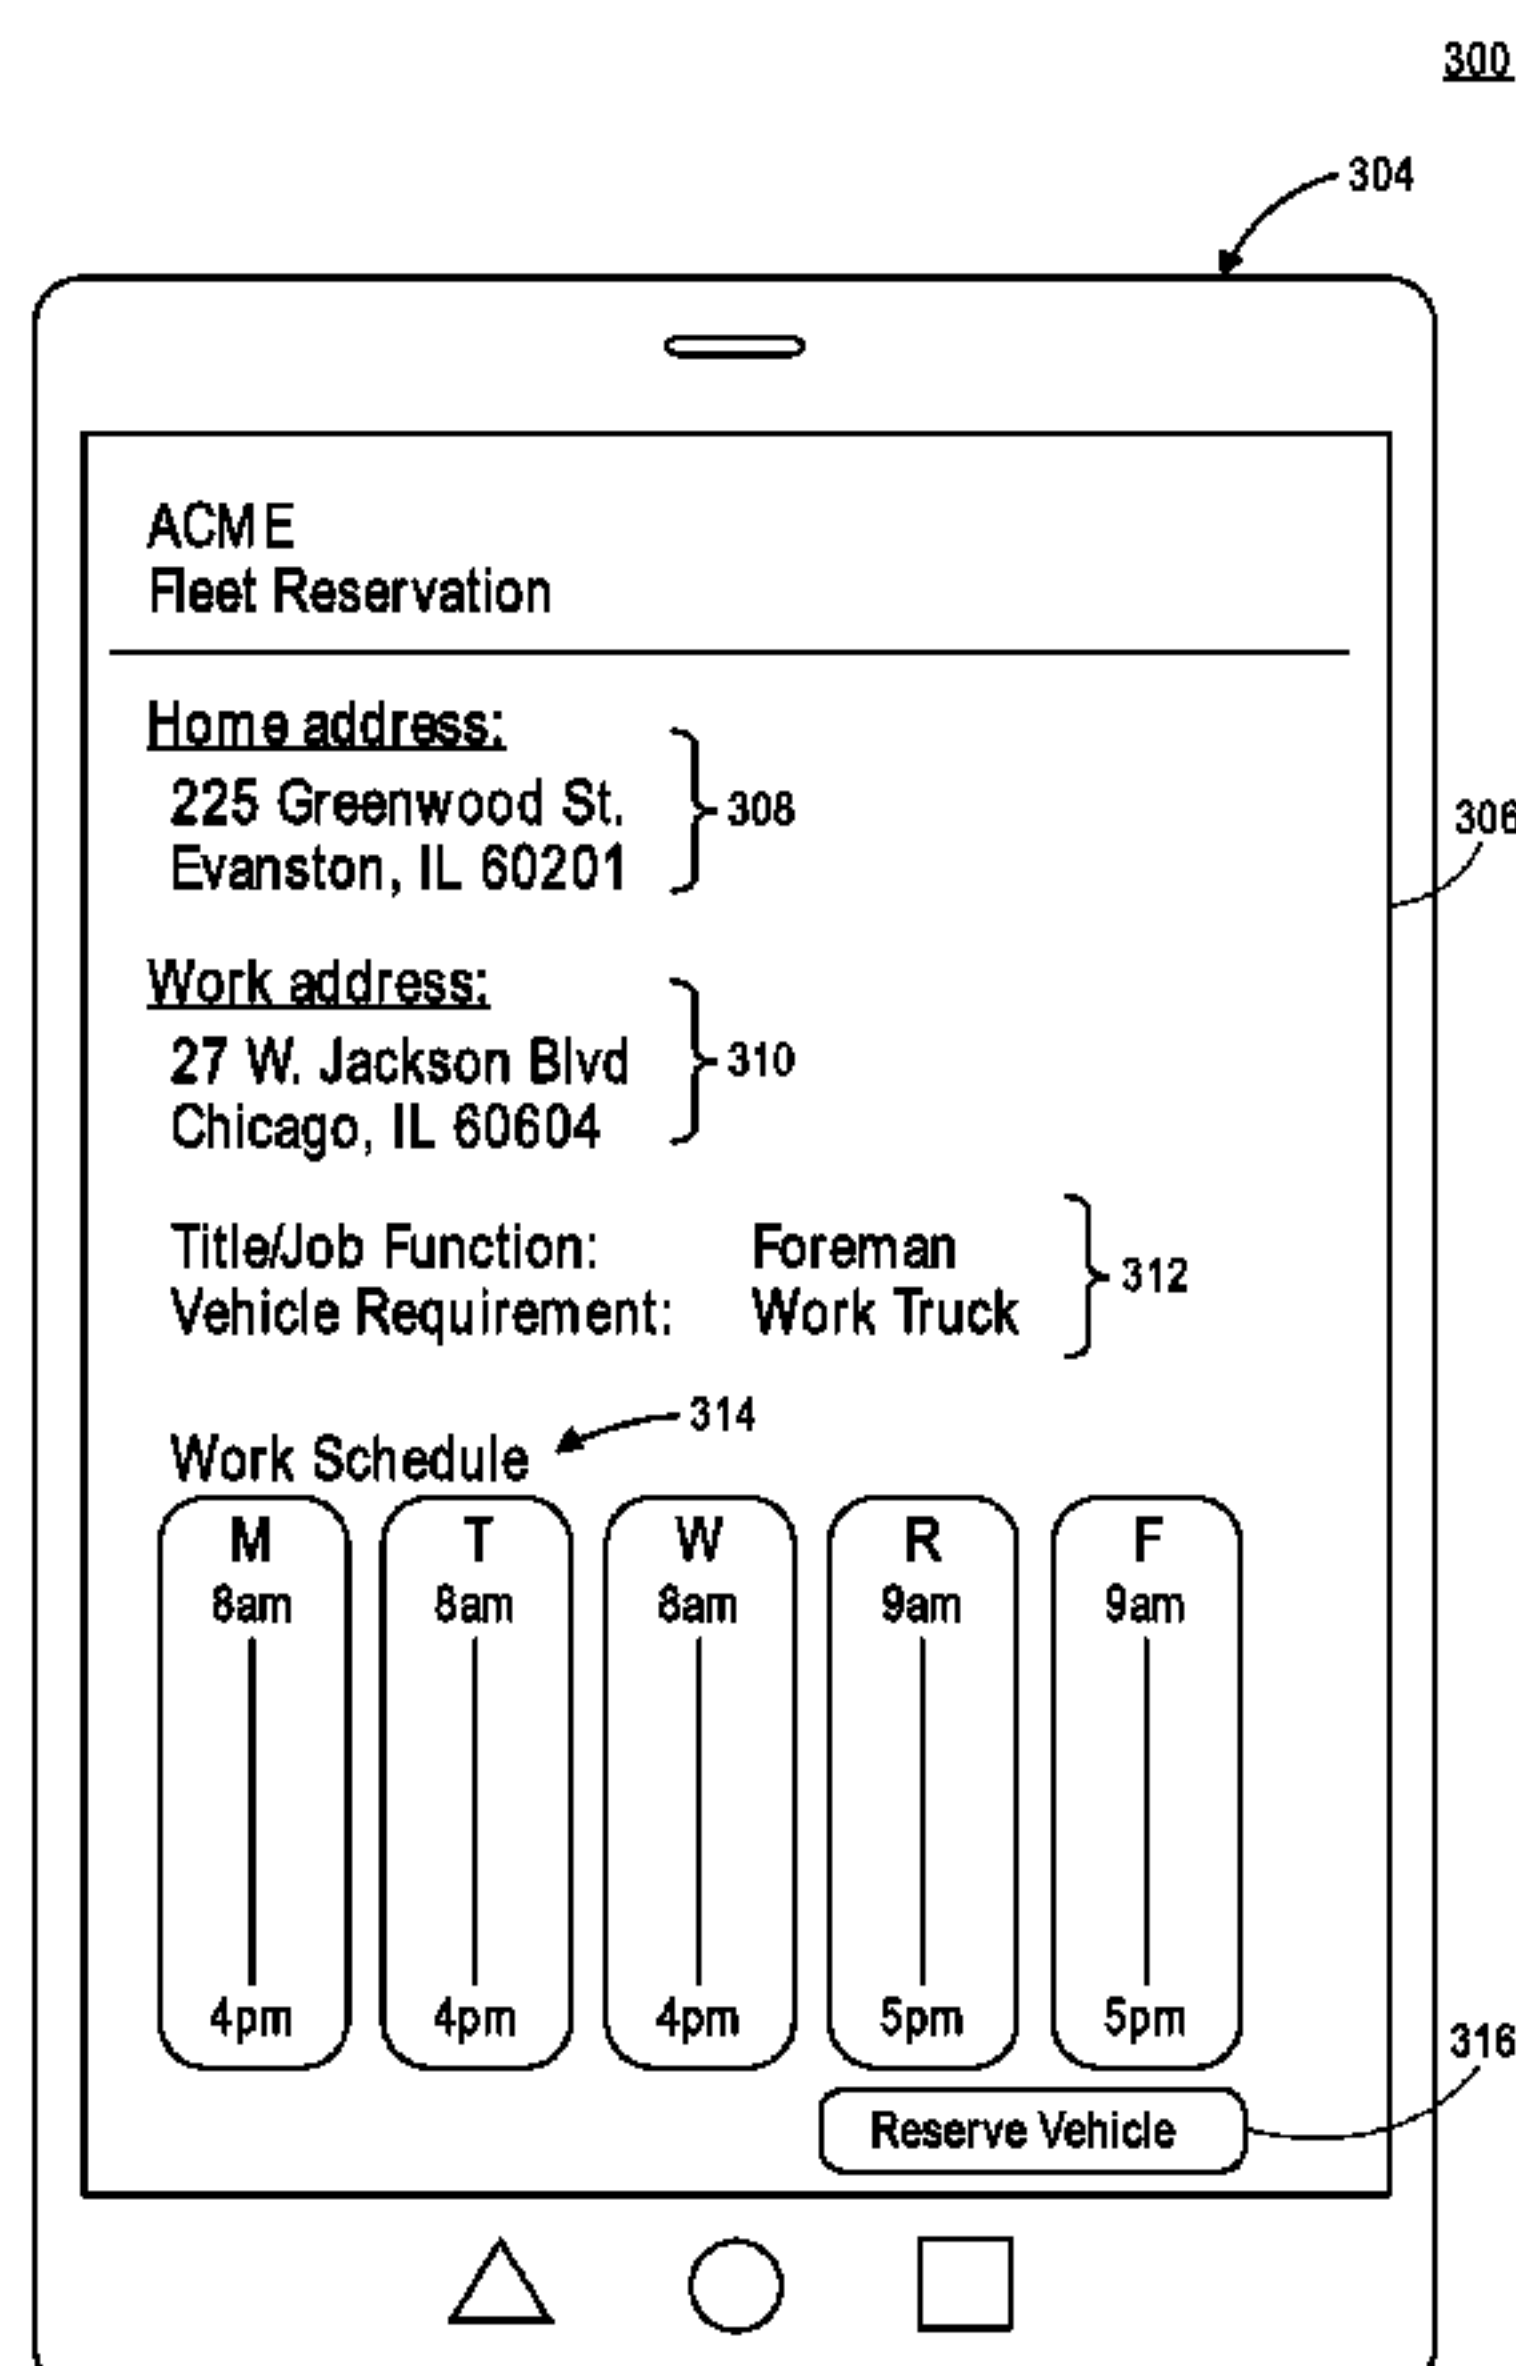 300
304
ACME
Fleet Reservation
Home address:
225 Greenwood St.
Evanston, IL 60201
308
306
Work address:
27 W. Jackson Blvd
Chicago, IL 60604
310
Title/Job Function: Foreman
Vehicle Requirement: Work Truck
312
314
Work Schedule
M T W R F
8am 8am 8am 9am 9am
4pm 4pm 4pm 5pm 5pm
316
Reserve Vehicle